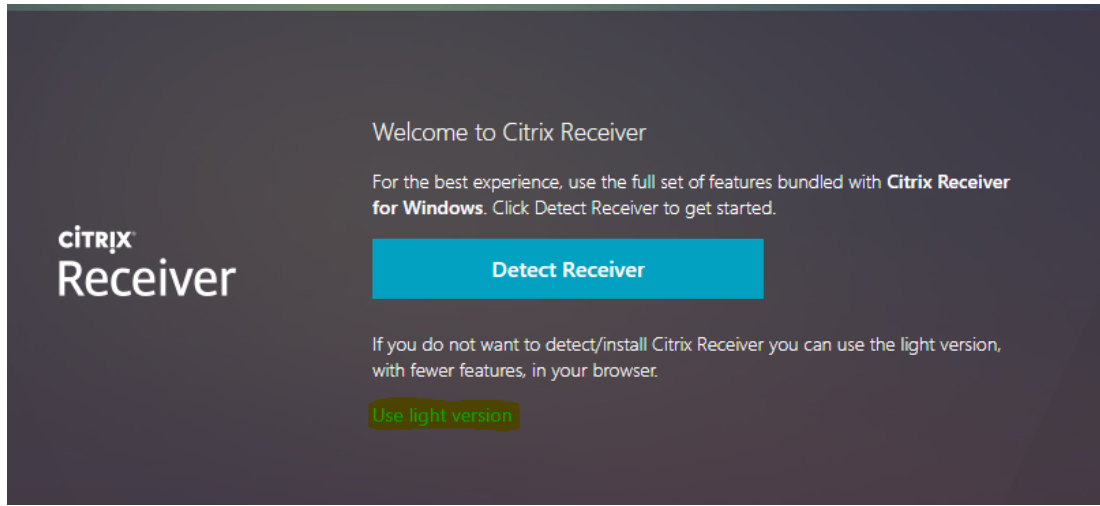 Welcome to Citrix Receiver
For the best experience, use the full set of features bundled with Citrix Receiver
for Windows. Click Detect Receiver to get started.
CİTRIX
Receiver
Detect Receiver
If you do not want to detect/install Citrix Receiver you can use the light version,
with fewer features, in your browser.
Use light version